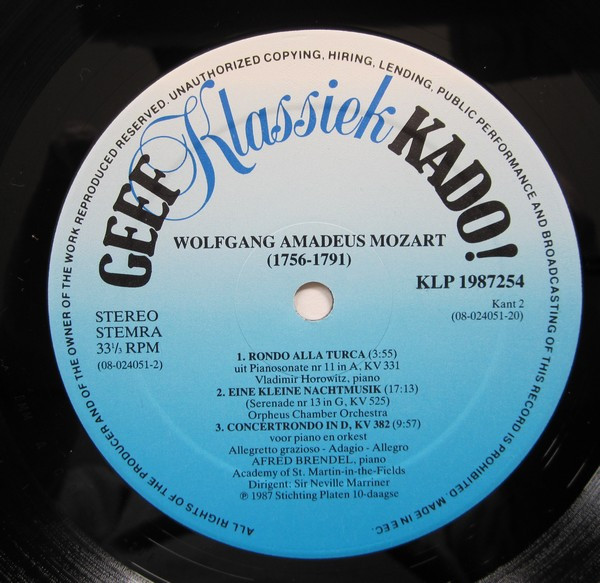 ALL RIGHTS OF THE PRODUCER AND OF THE OWNER OF THE WORK REPRODUCED RESERVED. UNAUTHORIZED COPYING, HIRING, LENDING, PUBLIC PERFORMANCE AND BROADCASTING OF THIS RECORD IS PROHIBITED. MADE IN EEC.
GEEF Klassiek KADO!
WOLFGANG AMADEUS MOZART
(1756-1791)
KLP 1987254
Kant 2
(08-024051-20)
STEREO
STEMRA
33⅓ RPM
(08-024051-2)
1. RONDO ALLA TURCA (3:55)
uit Pianosonate nr 11 in A, KV 331
Vladimir Horowitz, piano
2. EINE KLEINE NACHTMUSIK (17:13)
(Serenade nr 13 in G, KV 525)
Orpheus Chamber Orchestra
3. CONCERTRONDO IN D, KV 382 (9:57)
voor piano en orkest
Allegretto grazioso - Adagio - Allegro
AFRED BRENDEL, piano
Academy of St. Martin-in-the-Fields
Dirigent: Sir Neville Marriner
℗ 1987 Stichting Platen 10-daagse